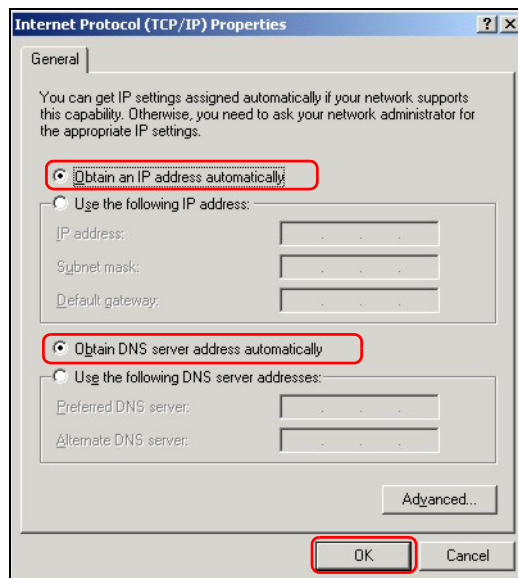 Internet Protocol (TCP/IP) Properties
General
You can get IP settings assigned automatically if your network supports
this capability. Otherwise, you need to ask your network administrator for
the appropriate IP settings.
Obtain an IP address automatically
Use the following IP address:
IP address:
Subnet mask:
Default gateway:
Obtain DNS server address automatically
Use the following DNS server addresses:
Preferred DNS server:
Alternate DNS server:
Advanced...
OK Cancel